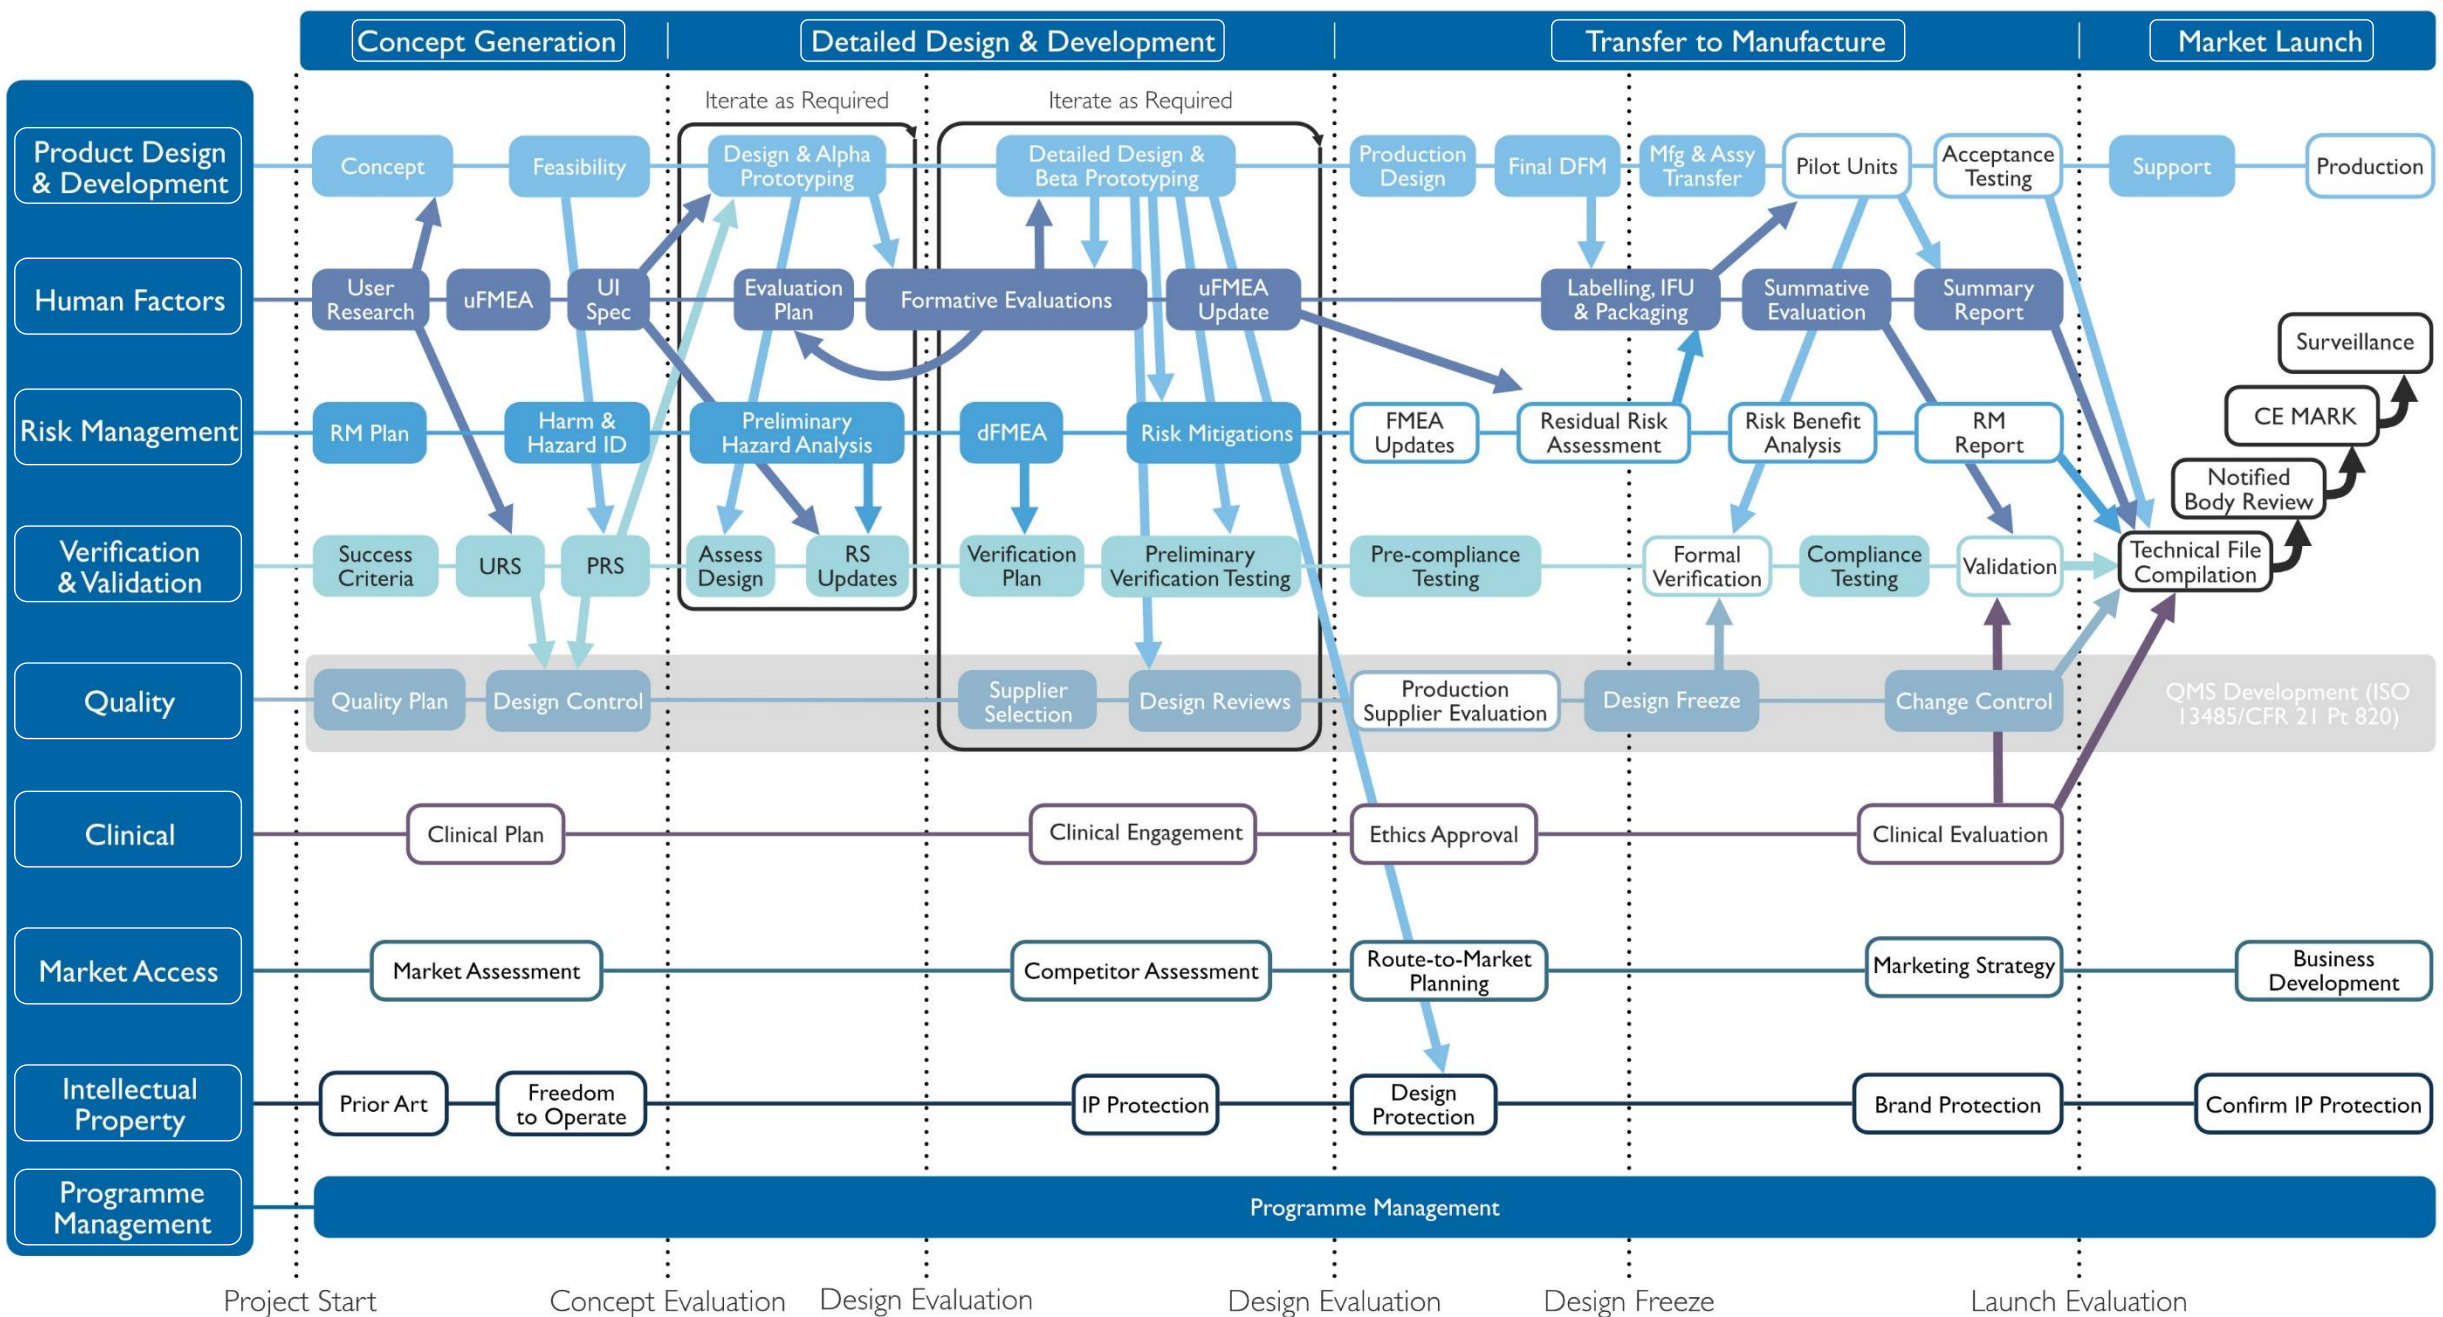 Concept Generation
Detailed Design & Development
Transfer to Manufacture
Market Launch
Iterate as Required
Iterate as Required
Product Design
& Development
Concept
Feasibility
Design & Alpha
Prototyping
Detailed Design &
Beta Prototyping
Production
Design
Final DFM
Mfg & Assy
Transfer
Pilot Units
Acceptance
Testing
Support
Production
Human Factors
User
Research
uFMEA
UI
Spec
Evaluation
Plan
Formative Evaluations
uFMEA
Update
Labelling, IFU
& Packaging
Summative
Evaluation
Summary
Report
Surveillance
CE MARK
Notified
Body Review
Risk Management
RM Plan
Harm &
Hazard ID
Preliminary
Hazard Analysis
dFMEA
Risk Mitigations
FMEA
Updates
Residual Risk
Assessment
Risk Benefit
Analysis
RM
Report
Verification
& Validation
Success
Criteria
URS
PRS
Assess
Design
RS
Updates
Verification
Plan
Preliminary
Verification Testing
Pre-compliance
Testing
Formal
Verification
Compliance
Testing
Validation
Technical File
Compilation
Quality
Quality Plan
Design Control
Supplier
Selection
Design Reviews
Production
Supplier Evaluation
Design Freeze
Change Control
QMS Development (ISO
13485/CFR 21 Pt 820)
Clinical
Clinical Plan
Clinical Engagement
Ethics Approval
Clinical Evaluation
Market Access
Market Assessment
Competitor Assessment
Route-to-Market
Planning
Marketing Strategy
Business
Development
Intellectual
Property
Prior Art
Freedom
to Operate
IP Protection
Design
Protection
Brand Protection
Confirm IP Protection
Programme
Management
Programme Management
Project Start
Concept Evaluation
Design Evaluation
Design Evaluation
Design Freeze
Launch Evaluation